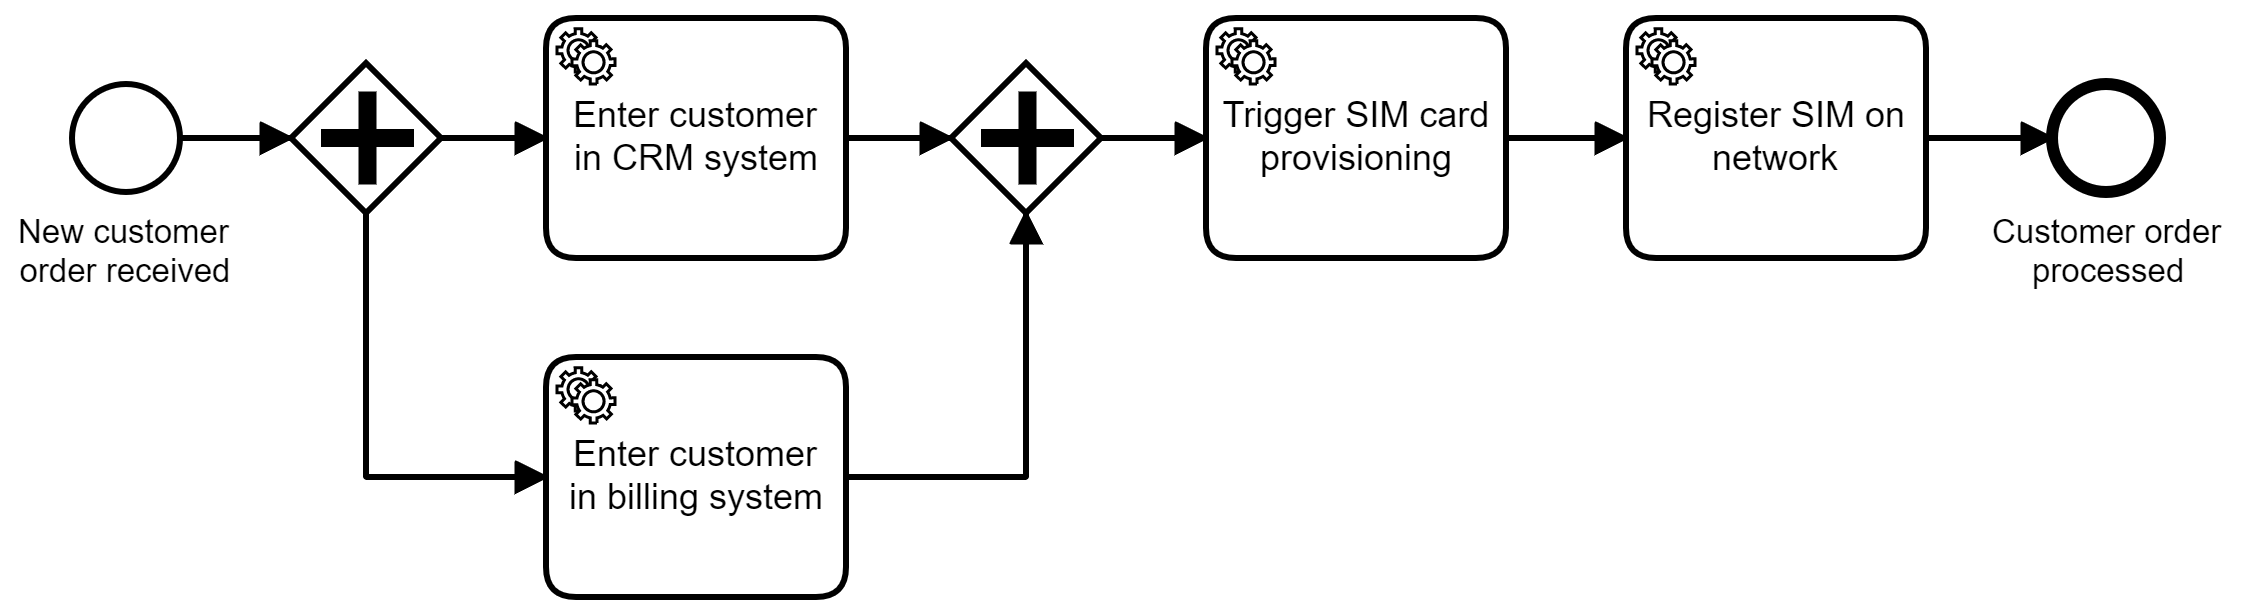 New customer
order received
Enter customer
in CRM system
Enter customer
in billing system
Trigger SIM card
provisioning
Register SIM on
network
Customer order
processed